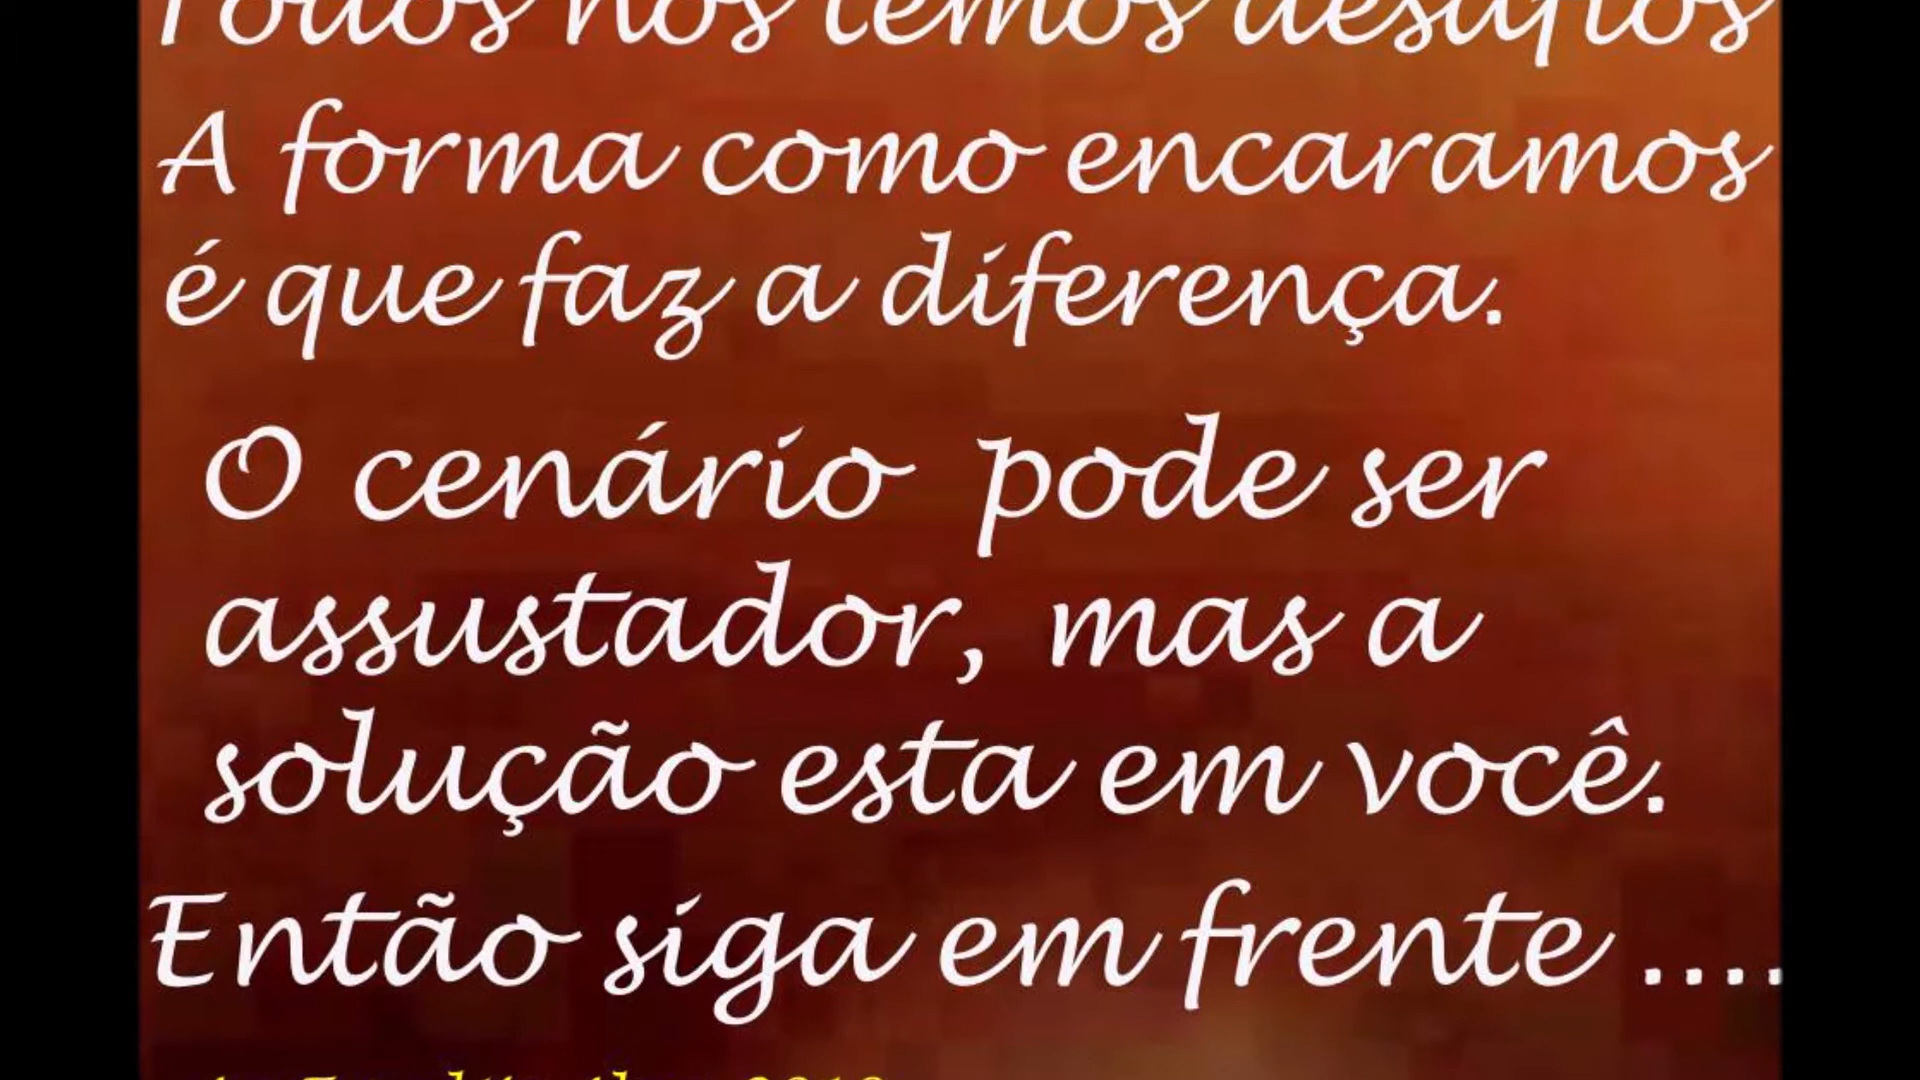 Todos nós temos desafios
A forma como encaramos
é que faz a diferença.
O cenário pode ser
assustador, mas a
solução esta em você.
Então siga em frente ....